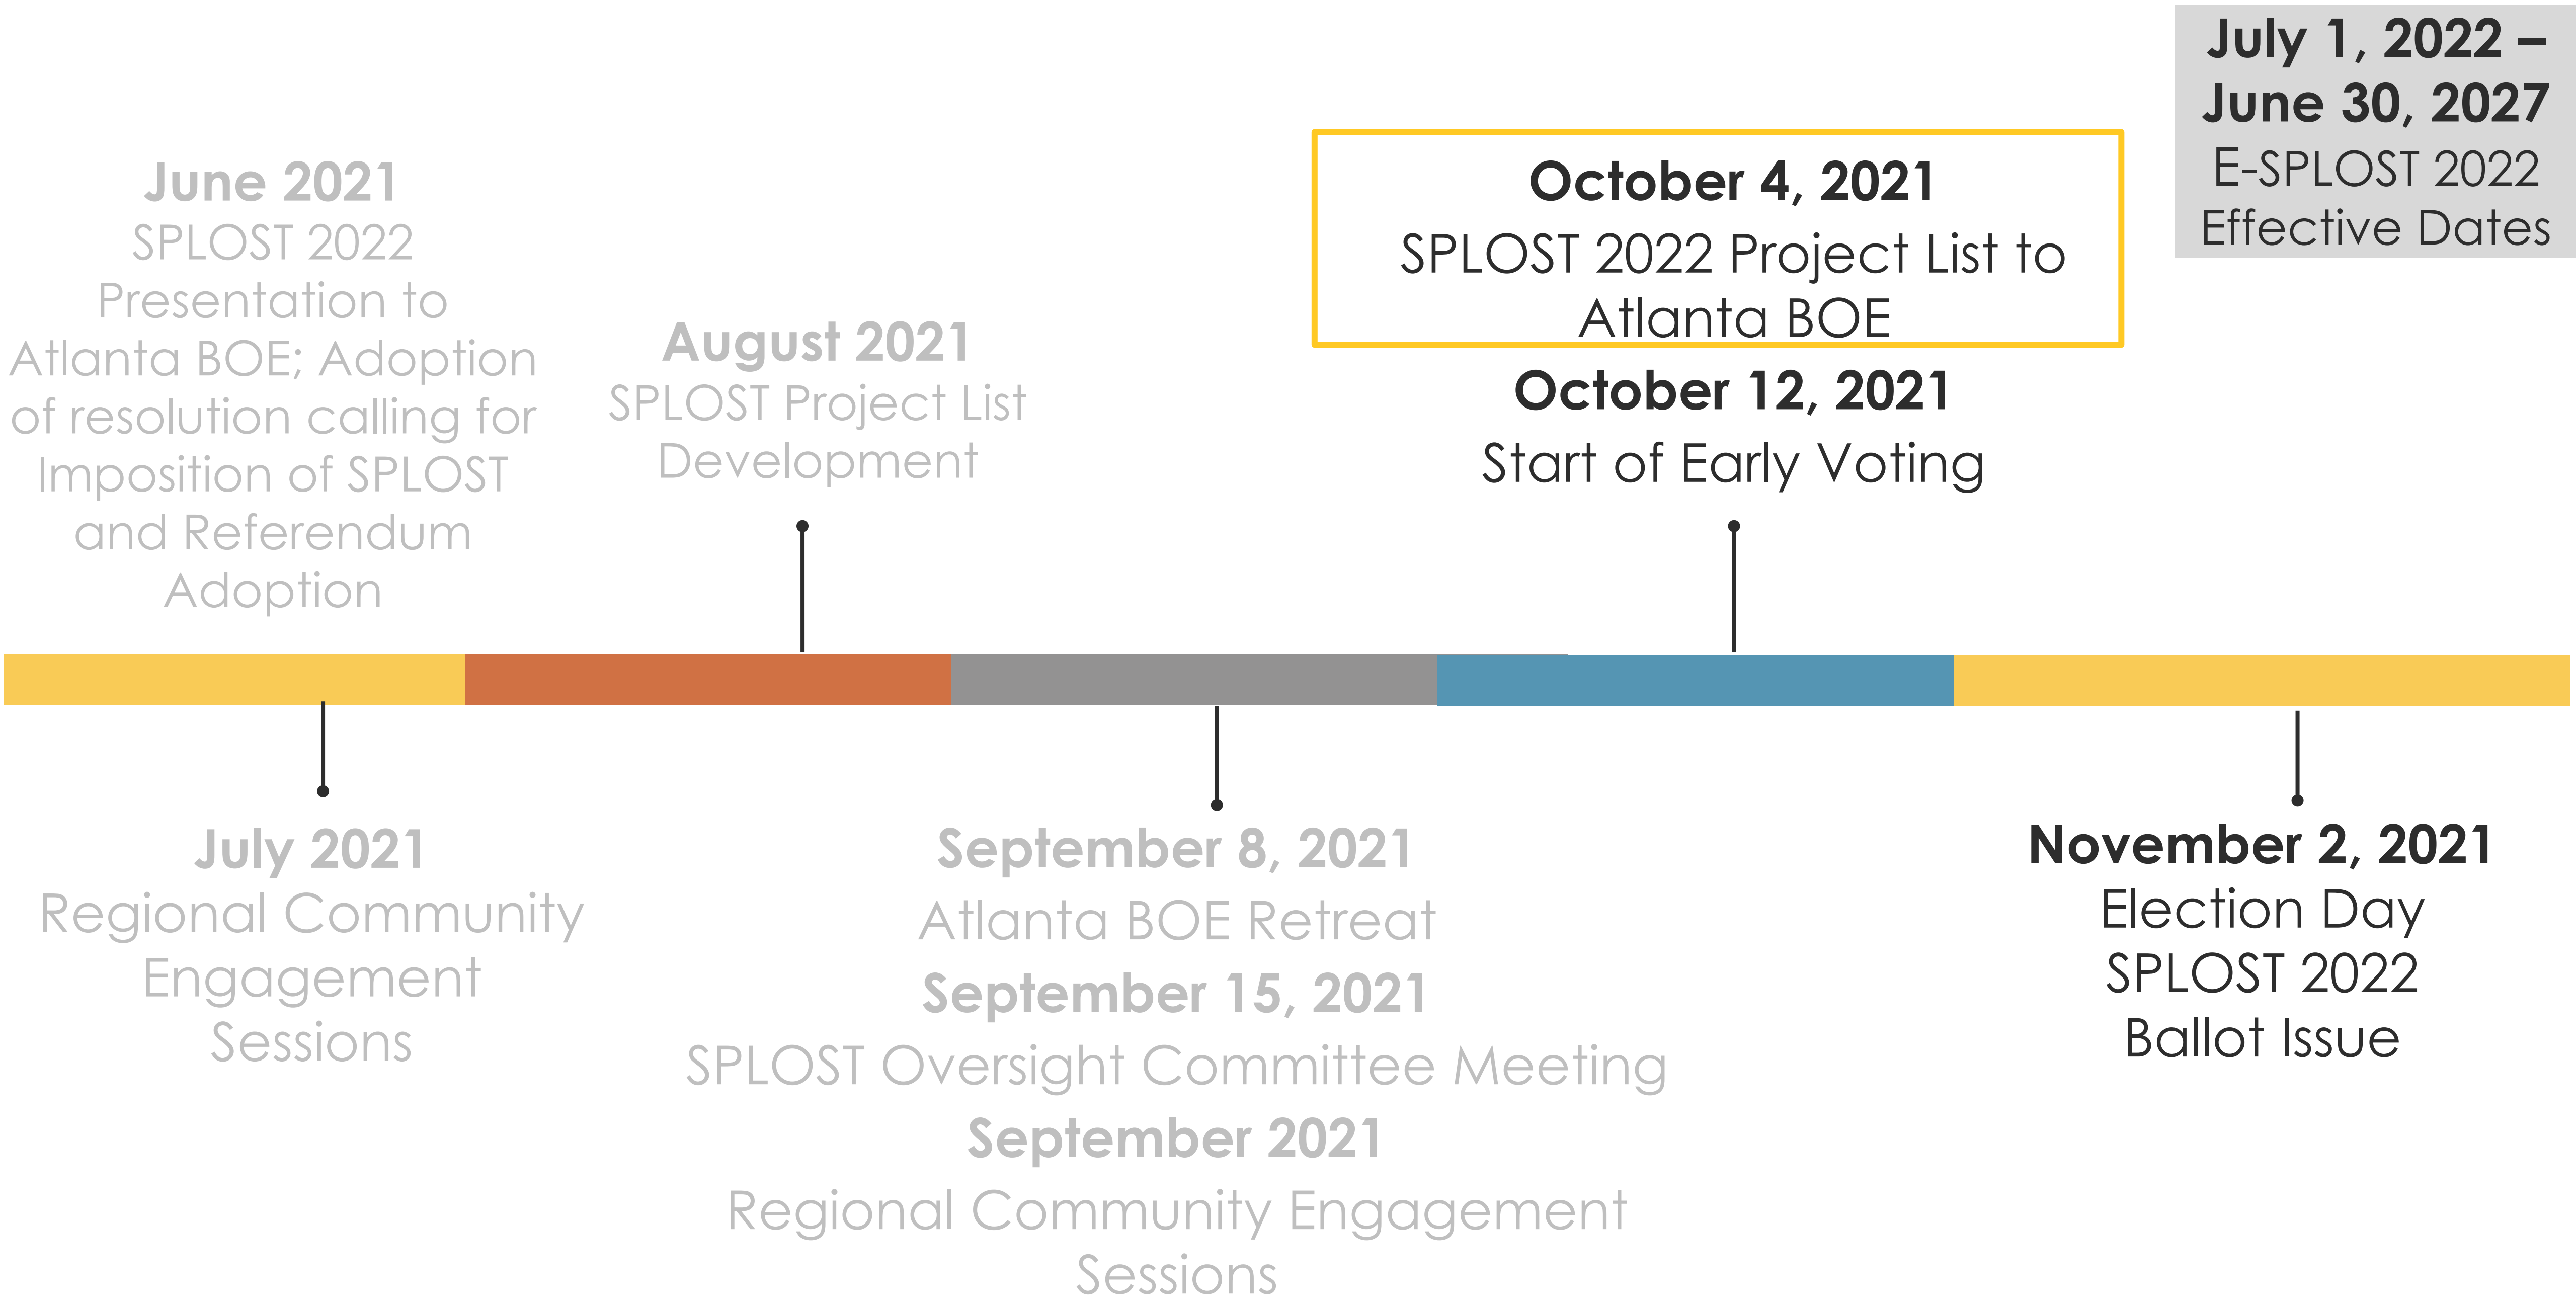 June 2021
SPLOST 2022
Presentation to
Atlanta BOE; Adoption
of resolution calling for
Imposition of SPLOST
and Referendum
Adoption
July 2021
Regional Community
Engagement
Sessions
August 2021
SPLOST Project List
Development
September 8, 2021
Atlanta BOE Retreat
September 15, 2021
SPLOST Oversight Committee Meeting
September 2021
Regional Community Engagement
Sessions
October 4, 2021
SPLOST 2022 Project List to
Atlanta BOE
October 12, 2021
Start of Early Voting
November 2, 2021
Election Day
SPLOST 2022
Ballot Issue
July 1, 2022 –
June 30, 2027
E-SPLOST 2022
Effective Dates